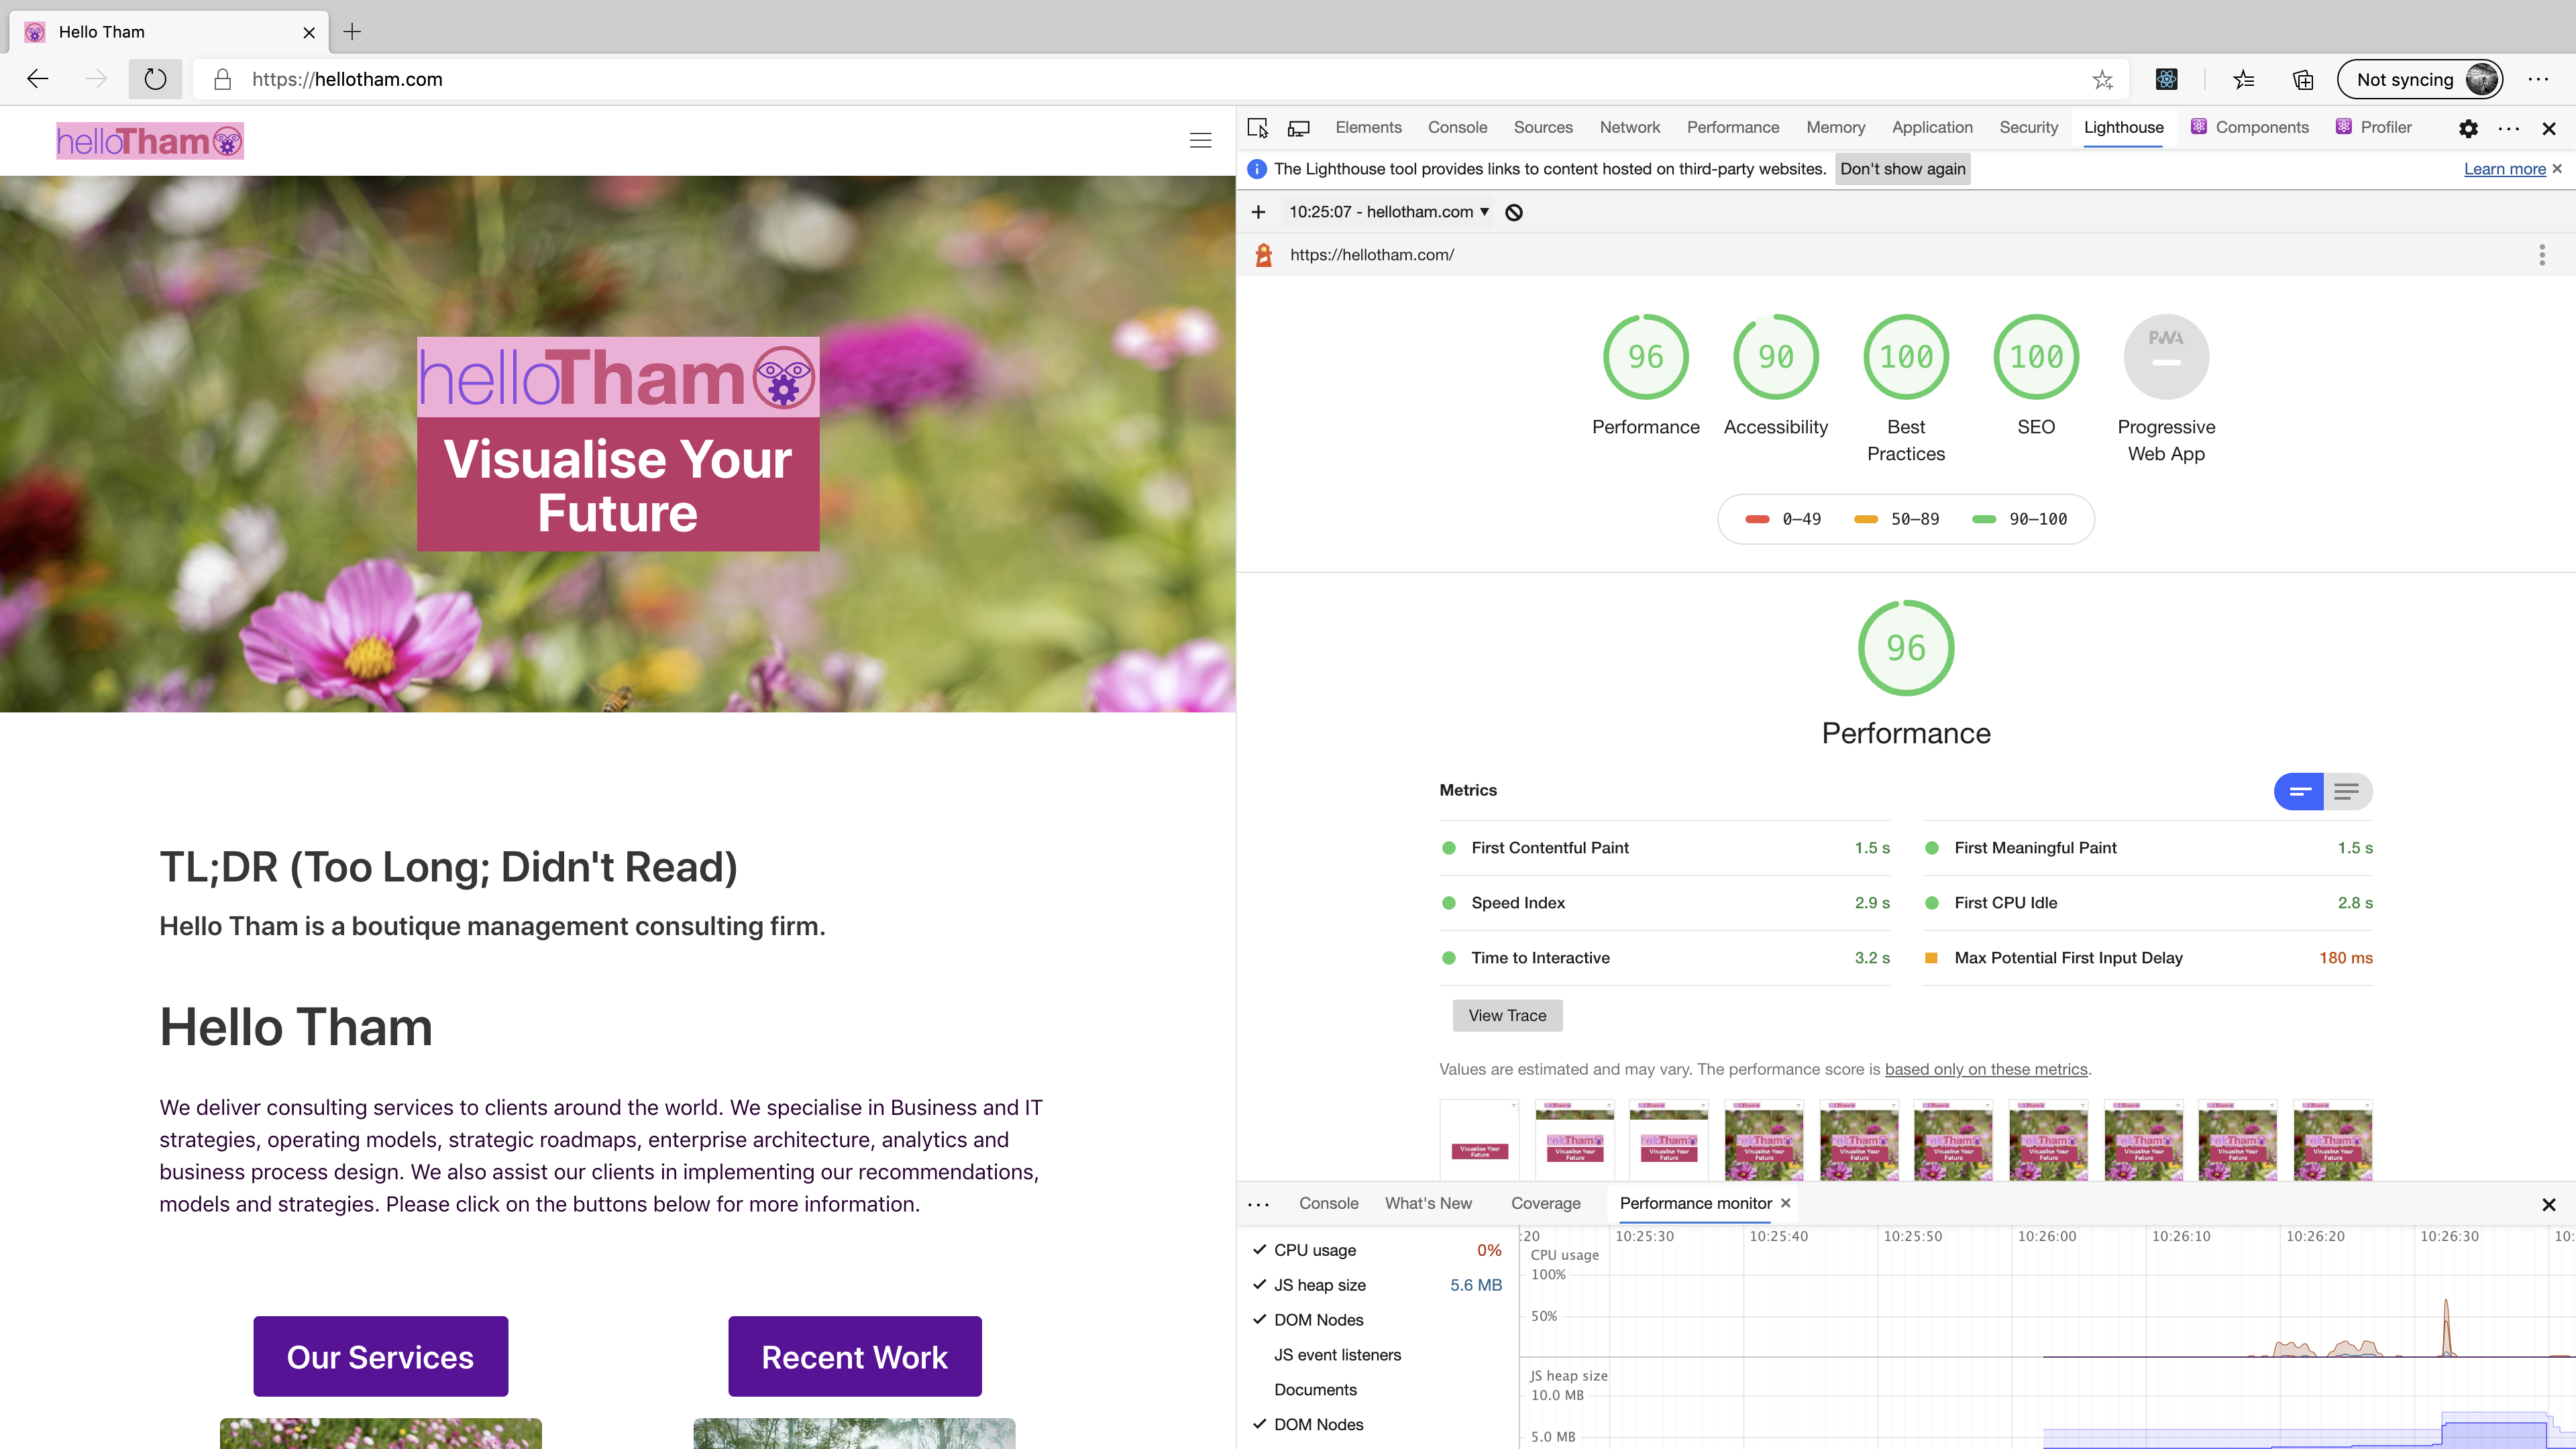 Hello Tham
https://hellotham.com
Not syncing
helloTham
helloTham
Visualise Your
Future
TL;DR (Too Long; Didn't Read)
Hello Tham is a boutique management consulting firm.
Hello Tham
We deliver consulting services to clients around the world. We specialise in Business and IT
strategies, operating models, strategic roadmaps, enterprise architecture, analytics and
business process design. We also assist our clients in implementing our recommendations,
models and strategies. Please click on the buttons below for more information.
Our Services
Recent Work
Elements Console Sources Network Performance Memory Application Security Lighthouse Components Profiler
The Lighthouse tool provides links to content hosted on third-party websites. Don't show again Learn more
10:25:07 - hellotham.com
https://hellotham.com/
96 90 100 100 PWA
Performance Accessibility Best Practices SEO Progressive Web App
0–49 50–89 90–100
96
Performance
Metrics
First Contentful Paint 1.5 s
First Meaningful Paint 1.5 s
Speed Index 2.9 s
First CPU Idle 2.8 s
Time to Interactive 3.2 s
Max Potential First Input Delay 180 ms
View Trace
Values are estimated and may vary. The performance score is based only on these metrics.
Console What's New Coverage Performance monitor
CPU usage 0%
JS heap size 5.6 MB
DOM Nodes
JS event listeners
Documents
DOM Nodes
:20 10:25:30 10:25:40 10:25:50 10:26:00 10:26:10 10:26:20 10:26:30 10:
CPU usage
100%
50%
JS heap size
10.0 MB
5.0 MB